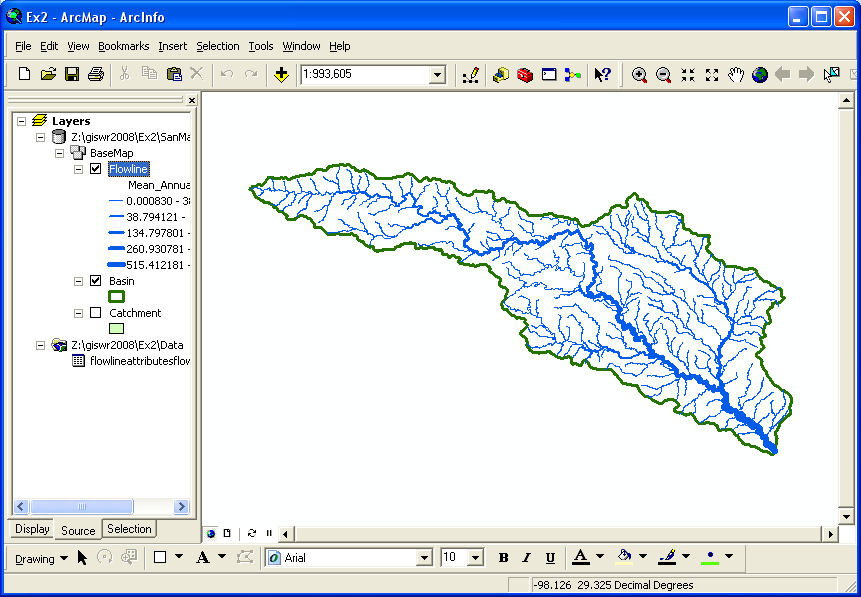 Ex2 - ArcMap - ArcInfo
File Edit View Bookmarks Insert Selection Tools Window Help
1:993,605
Layers
Z:\giswr2008\Ex2\SanMa
BaseMap
Flowline
Mean_Annua
0.000830 - 38
38.794121 -
134.797801 -
260.930781 -
515.412181 -
Basin
Catchment
Z:\giswr2008\Ex2\Data
flowlineattributesflow
Display Source Selection
Drawing A Arial 10 B I U A
-98.126 29.325 Decimal Degrees